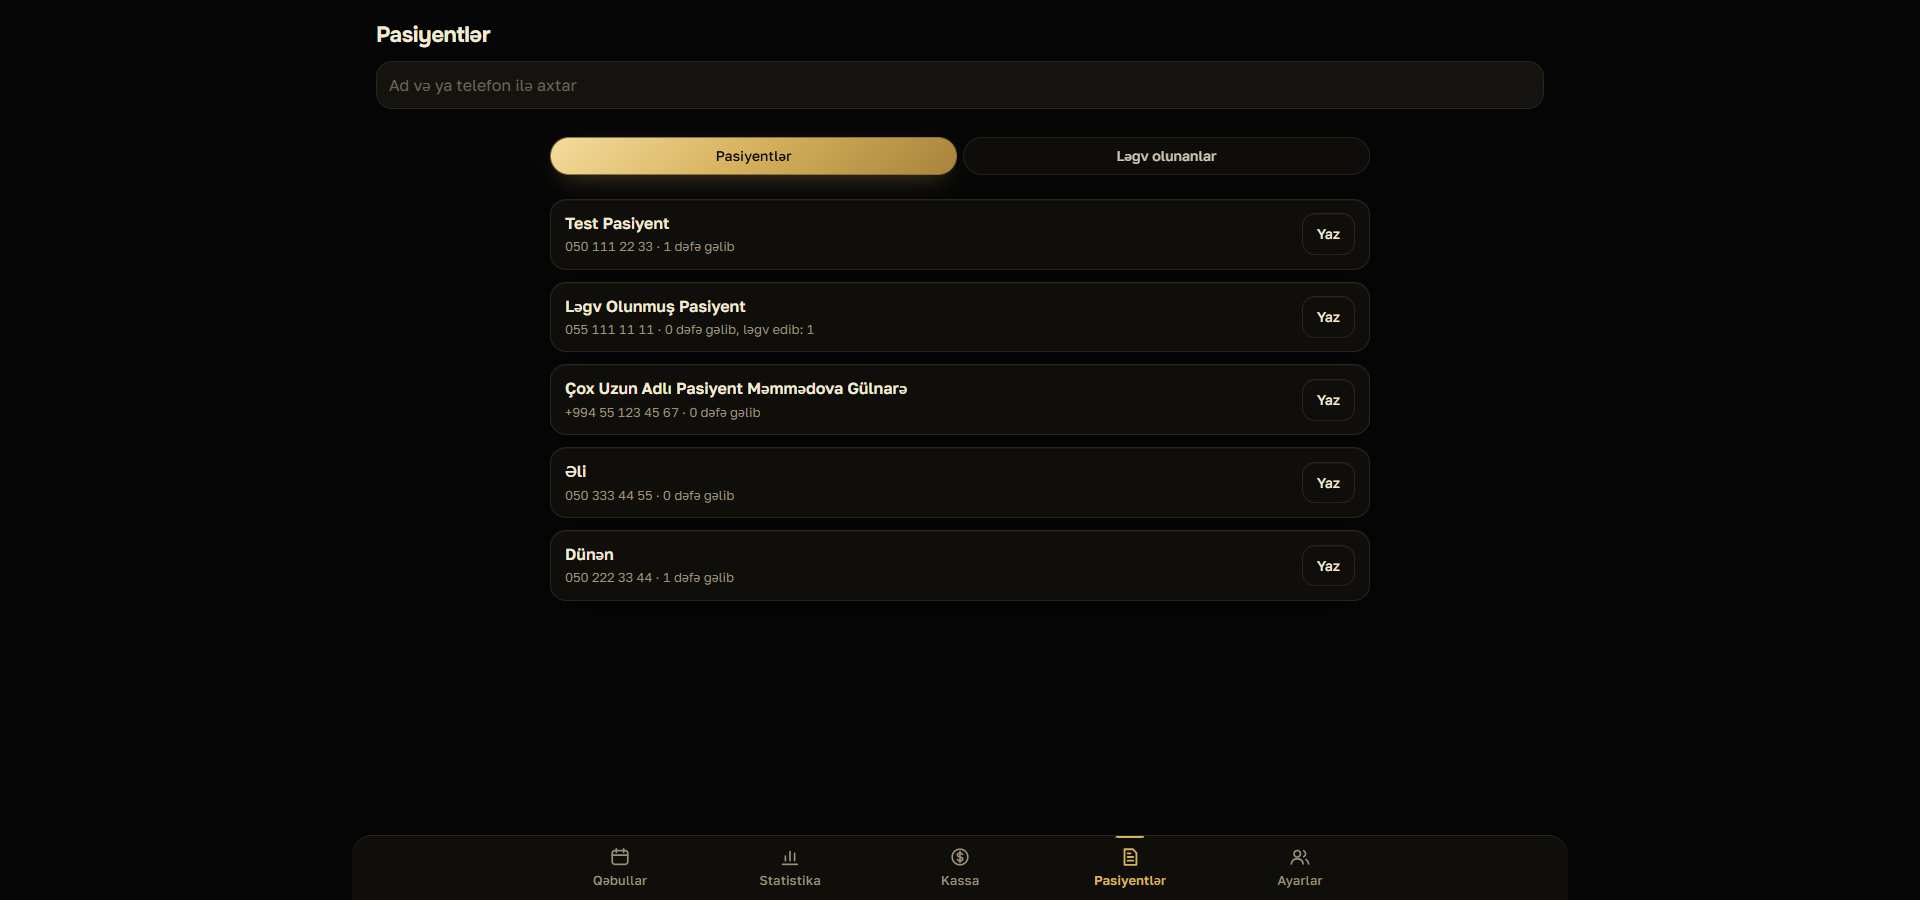 Pasiyentlər
Ad və ya telefon ilə axtar
Pasiyentlər
Ləgv olunanlar
Test Pasiyent
050 111 22 33 · 1 dəfə gəlib
Yaz
Ləgv Olunmuş Pasiyent
055 111 11 11 · 0 dəfə gəlib, ləgv edib: 1
Yaz
Çox Uzun Adlı Pasiyent Məmmədova Gülnarə
+994 55 123 45 67 · 0 dəfə gəlib
Yaz
Əli
050 333 44 55 · 0 dəfə gəlib
Yaz
Dünən
050 222 33 44 · 1 dəfə gəlib
Yaz
Qəbullar
Statistika
Kassa
Pasiyentlər
Ayarlar